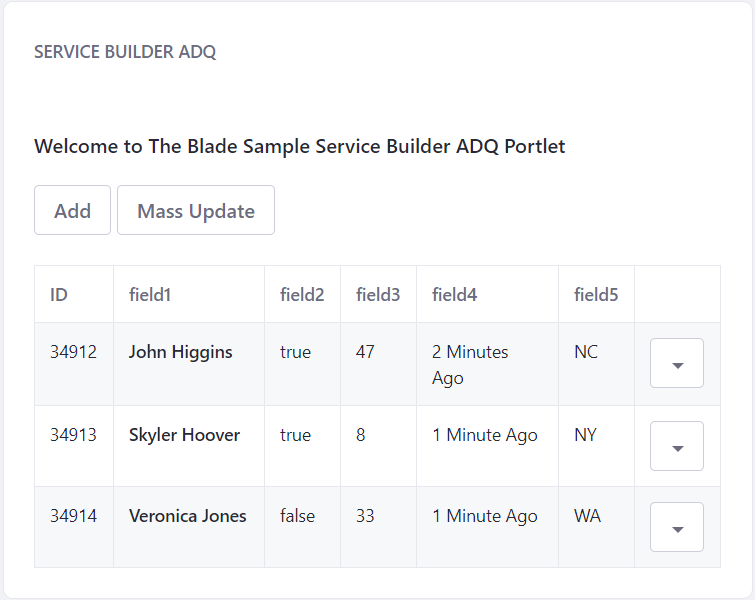 SERVICE BUILDER ADQ
Welcome to The Blade Sample Service Builder ADQ Portlet
Add Mass Update
ID field1 field2 field3 field4 field5
34912 John Higgins true 47 2 Minutes NC
Ago
34913 Skyler Hoover true 8 1 Minute Ago NY
34914 Veronica Jones false 33 1 Minute Ago WA